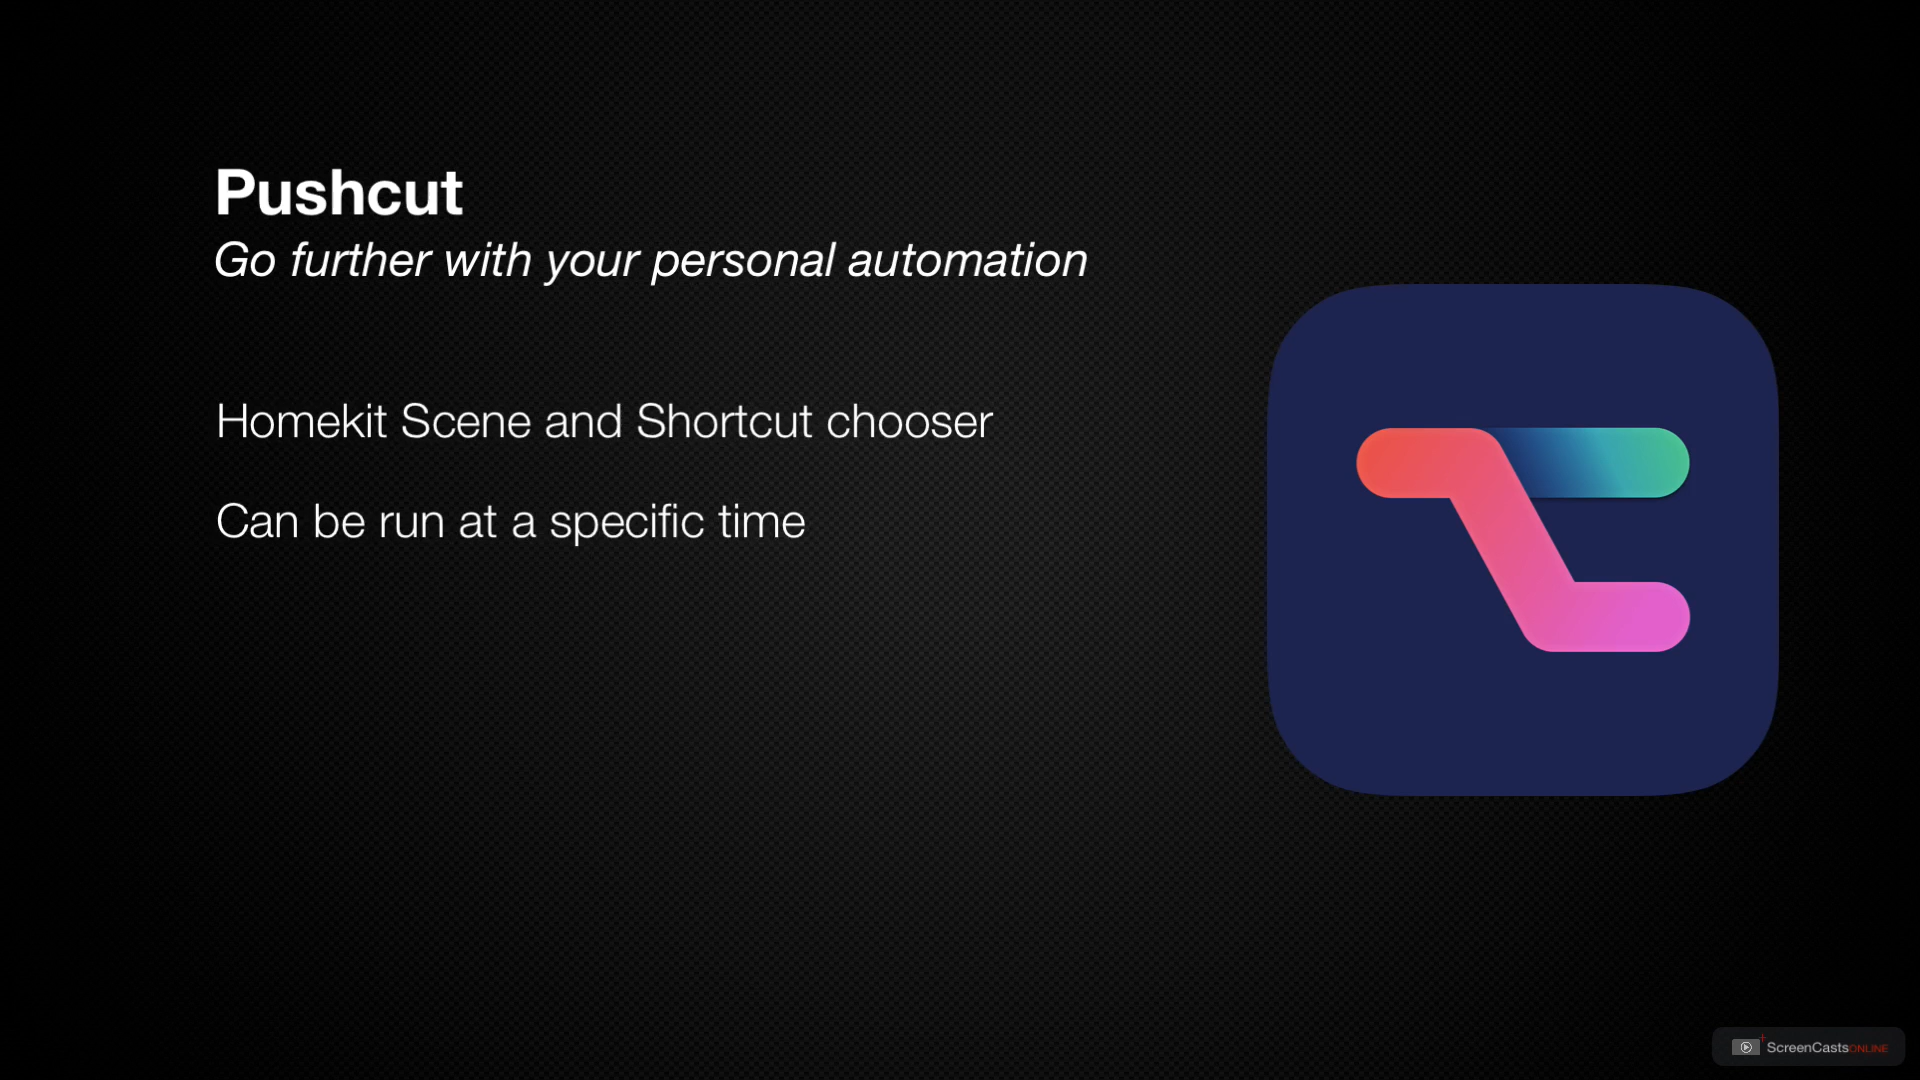 Pushcut
Go further with your personal automation
Homekit Scene and Shortcut chooser
Can be run at a specific time
ScreenCastsONLINE